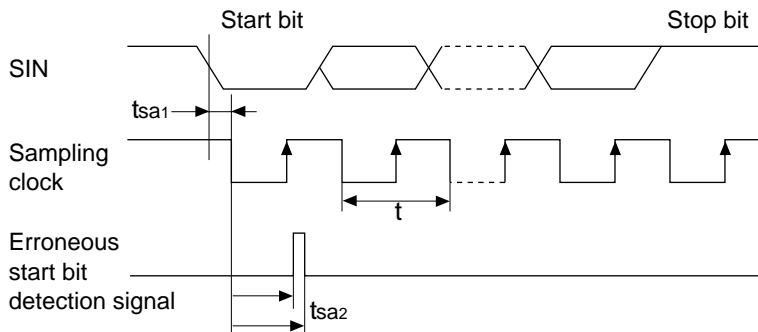 Start bit
Stop bit
SIN
tsa1
Sampling
clock
t
Erroneous
start bit
detection signal
tsa2